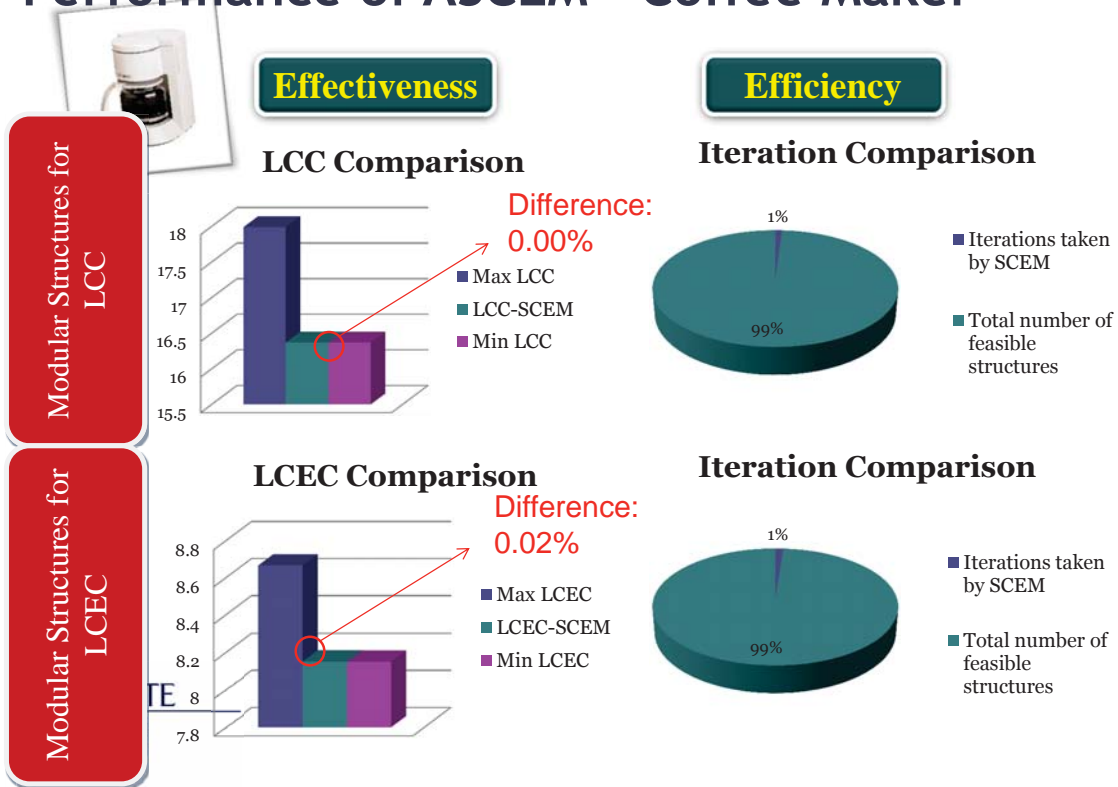 Performance of ASCEM – Coffee Maker
Effectiveness
Efficiency
Modular Structures for
LCC
LCC Comparison
Difference:
0.00%
18
17.5
17
16.5
16
15.5
Max LCC
LCC-SCEM
Min LCC
Iteration Comparison
1%
99%
Iterations taken
by SCEM
Total number of
feasible
structures
Modular Structures for
LCEC
LCEC Comparison
Difference:
0.02%
8.8
8.6
8.4
8.2
8
7.8
Max LCEC
LCEC-SCEM
Min LCEC
TE
Iteration Comparison
1%
99%
Iterations taken
by SCEM
Total number of
feasible
structures